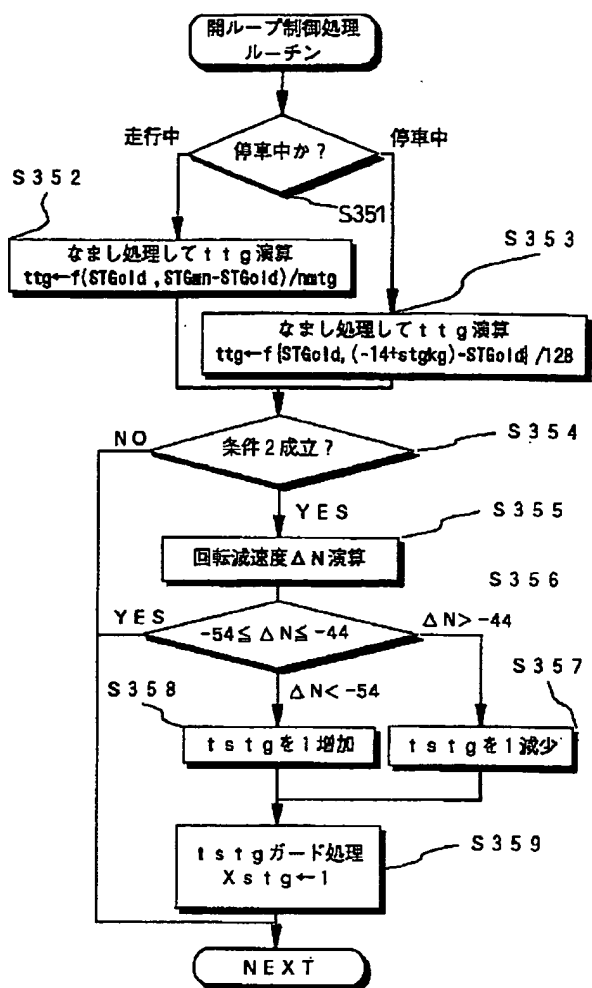 開ループ制御処理
ルーチン
走行中
停車中か?
停車中
S351
S352
なまし処理してttg演算
ttg←f(STGold,STGmn-STGold)/nmtg
S353
なまし処理してttg演算
ttg←f{STGold,(-14+stgkg)-STGold}/128
NO
条件2成立?
S354
YES
S355
回転減速度ΔN演算
S356
YES
-54≦ΔN≦-44
ΔN>-44
S357
S358
ΔN<-54
tstgを1増加
tstgを1減少
tstgガード処理
Xstg←1
S359
NEXT